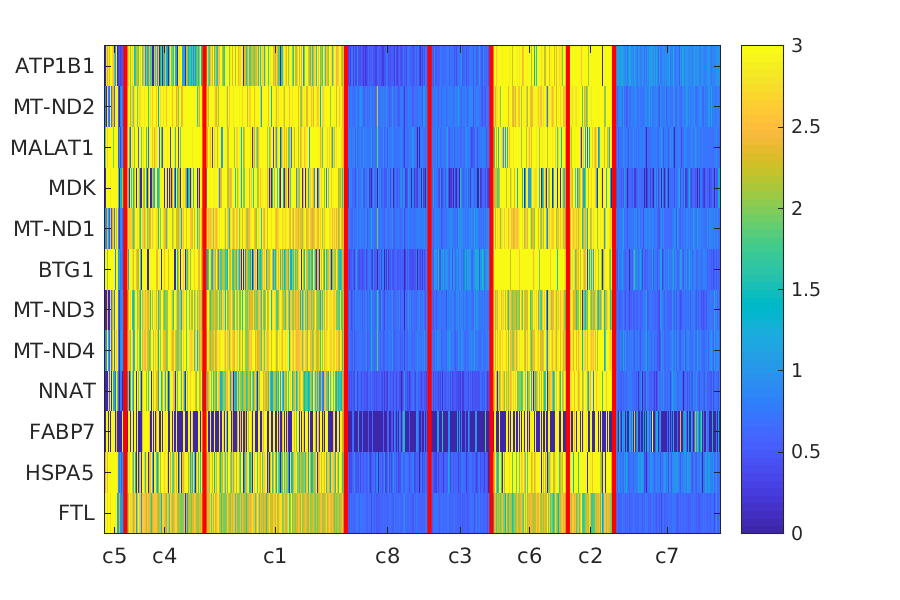 ATP1B1
MT-ND2
MALAT1
MDK
MT-ND1
BTG1
MT-ND3
MT-ND4
NNAT
FABP7
HSPA5
FTL
c5 c4 c1 c8 c3 c6 c2 c7
3
2.5
2
1.5
1
0.5
0